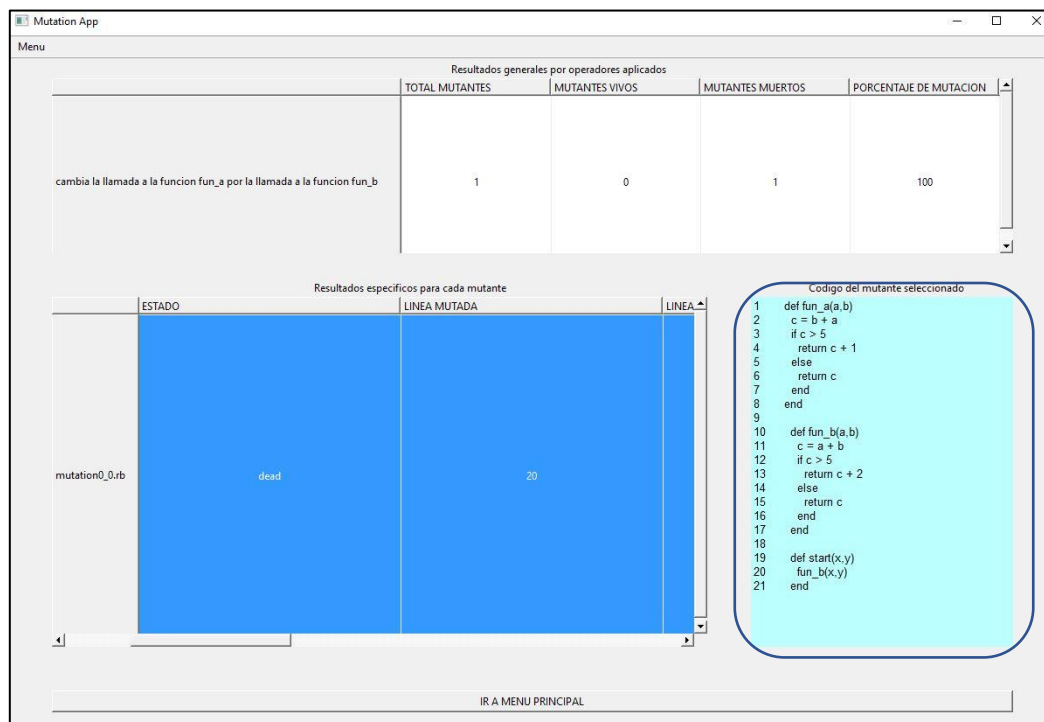 Mutation App
Menu
Resultados generales por operadores aplicados
TOTAL MUTANTES MUTANTES VIVOS MUTANTES MUERTOS PORCENTAJE DE MUTACION
cambia la llamada a la funcion fun_a por la llamada a la funcion fun_b 1 0 1 100
Resultados especificos para cada mutante
ESTADO LINEA MUTADA LINEA
mutation0_0.rb dead 20
Codigo del mutante seleccionado
1 def fun_a(a,b)
2 c = b + a
3 if c > 5
4 return c + 1
5 else
6 return c
7 end
8 end
9
10 def fun_b(a,b)
11 c = a + b
12 if c > 5
13 return c + 2
14 else
15 return c
16 end
17 end
18
19 def start(x,y)
20 fun_b(x,y)
21 end
IR A MENU PRINCIPAL